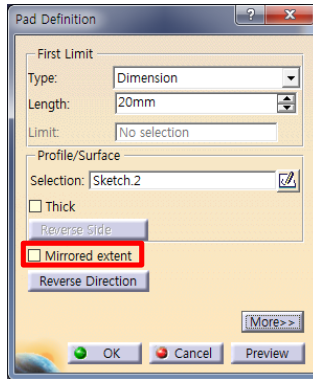 Pad Definition
?
X
First Limit
Type: Dimension
Length: 20mm
Limit: No selection
Profile/Surface
Selection: Sketch.2
Thick
Reverse Side
Mirrored extent
Reverse Direction
More>>
OK Cancel Preview